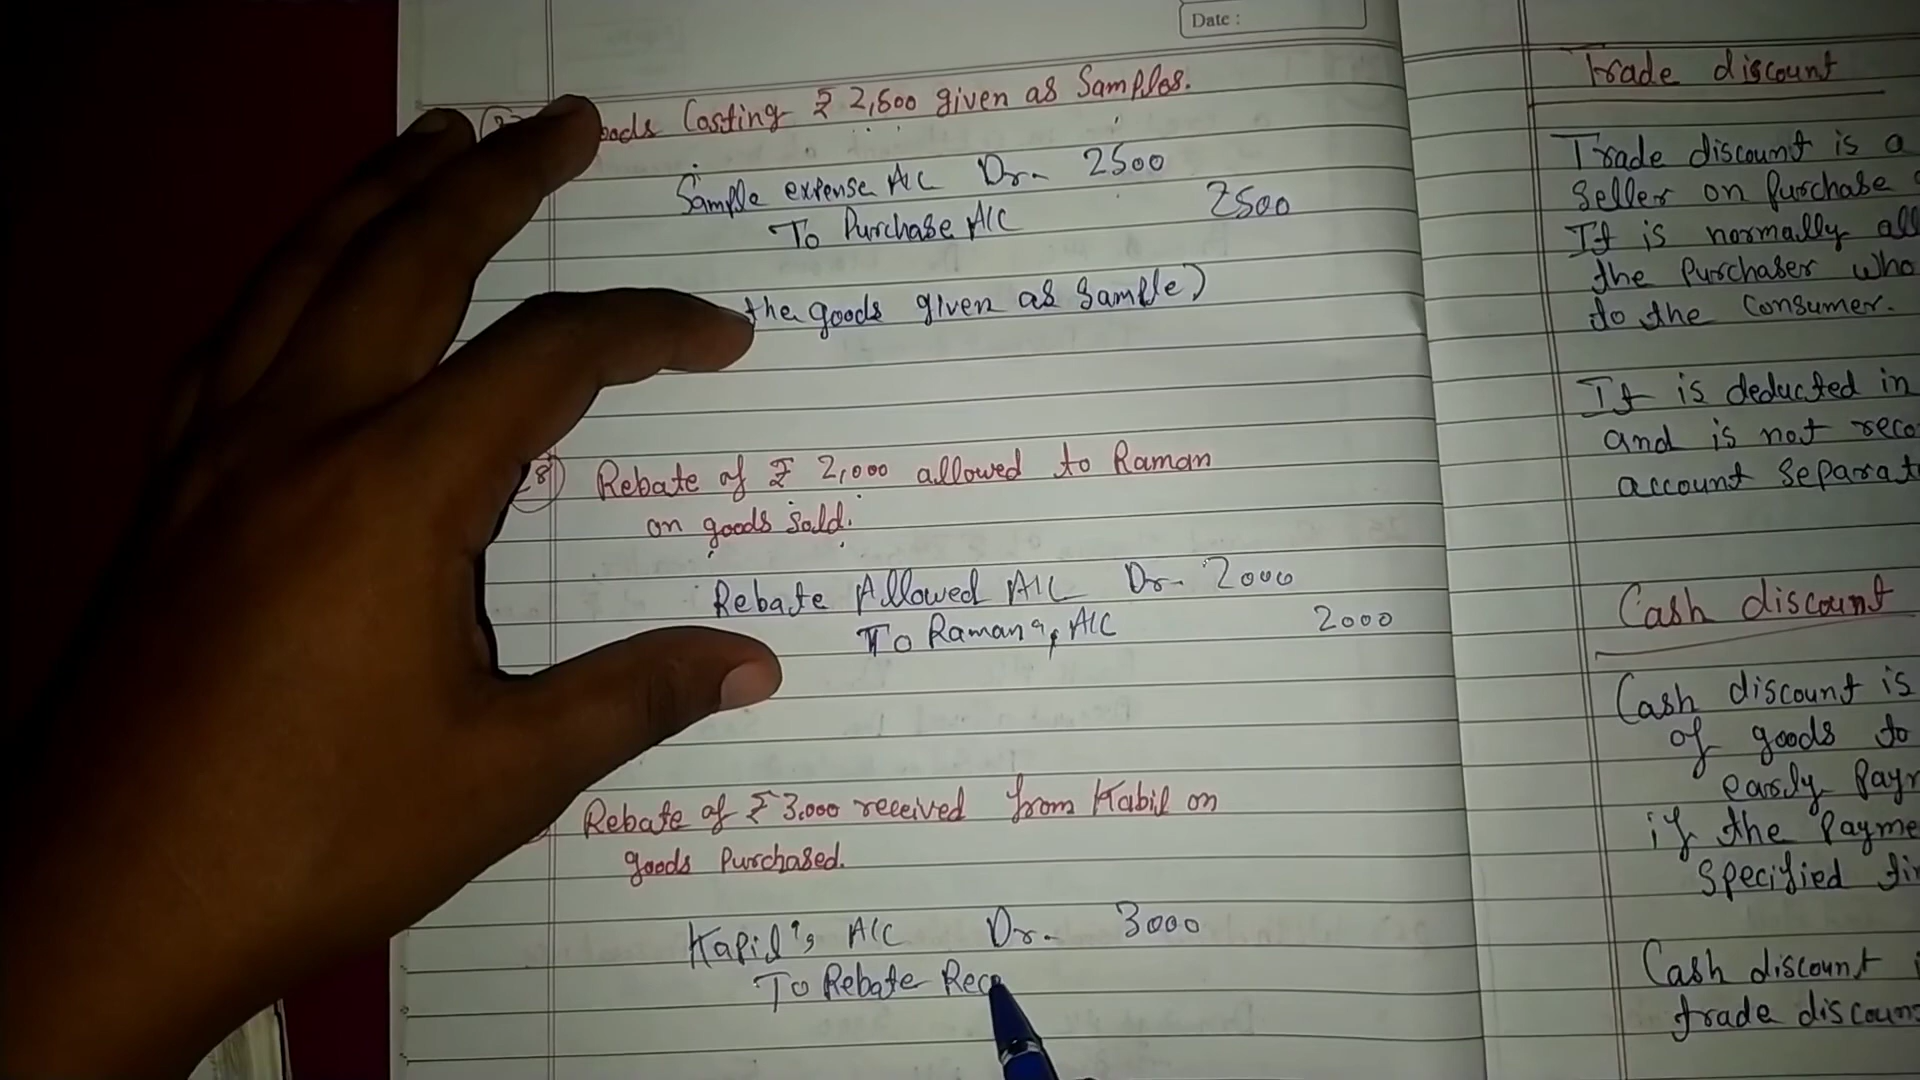 Date :
oods Costing ₹ 2,500 given as Samples.
Sample expense A/C Dr. 2500
To Purchase A/C 2500
the goods given as sample)
28 Rebate of ₹ 2,000 allowed to Raman
on goods sold.
Rebate Allowed A/C Dr. 2000
To Raman's A/C 2000
Rebate of ₹ 3,000 received from Kabil on
goods Purchased.
Kapil's A/C Dr. 3000
To Rebate Rec
Trade discount
Trade discount is a
Seller on Purchase
It is normally all
the Purchaser who
to the Consumer.
It is deducted in
and is not reco
account Separat
Cash discount
Cash discount is
of goods to
early Paym
if the Payme
Specified tim
Cash discount i
trade discoun